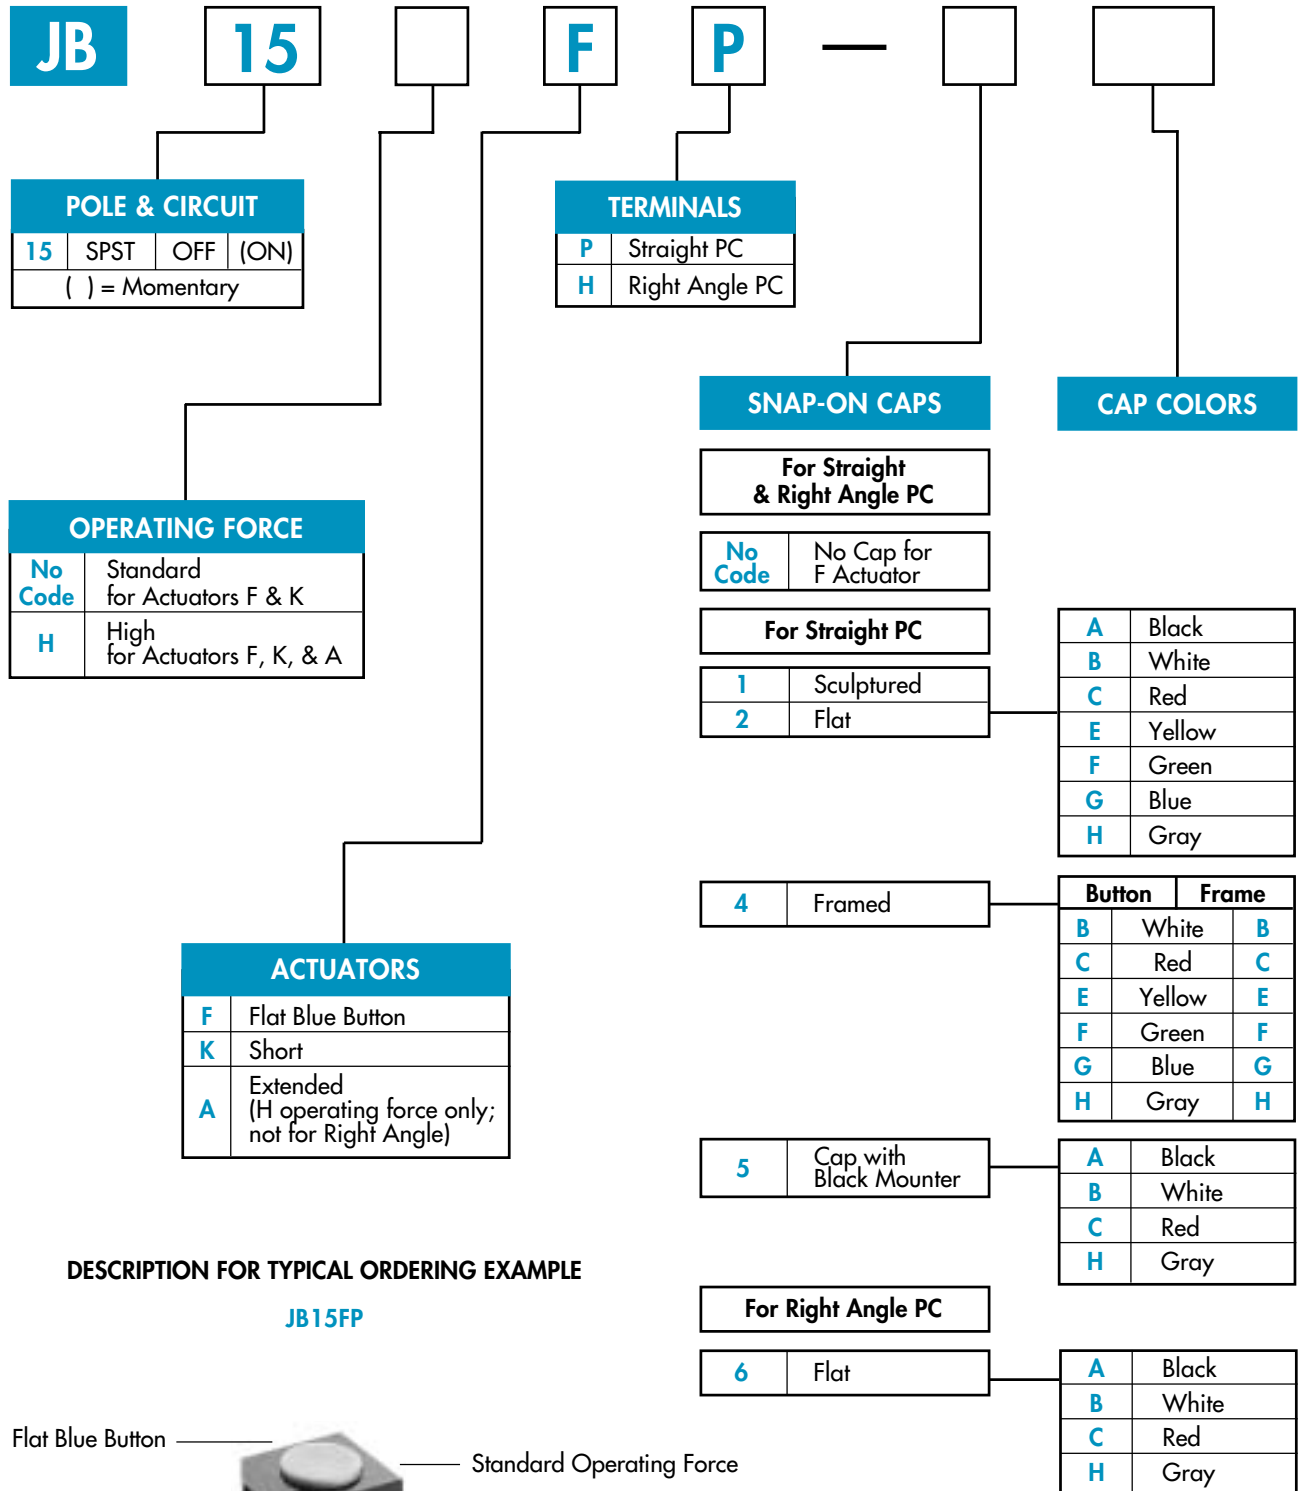 JB 15 F P —
POLE & CIRCUIT
15 SPST OFF (ON)
( ) = Momentary
TERMINALS
P Straight PC
H Right Angle PC
OPERATING FORCE
No Code Standard
for Actuators F & K
H High
for Actuators F, K, & A
ACTUATORS
F Flat Blue Button
K Short
A Extended
(H operating force only;
not for Right Angle)
SNAP-ON CAPS
For Straight
& Right Angle PC
No Code No Cap for
F Actuator
For Straight PC
1 Sculptured
2 Flat
4 Framed
5 Cap with
Black Mounter
For Right Angle PC
6 Flat
CAP COLORS
A Black
B White
C Red
E Yellow
F Green
G Blue
H Gray
Button Frame
B White B
C Red C
E Yellow E
F Green F
G Blue G
H Gray H
A Black
B White
C Red
H Gray
A Black
B White
C Red
H Gray
DESCRIPTION FOR TYPICAL ORDERING EXAMPLE
JB15FP
Flat Blue Button
Standard Operating Force